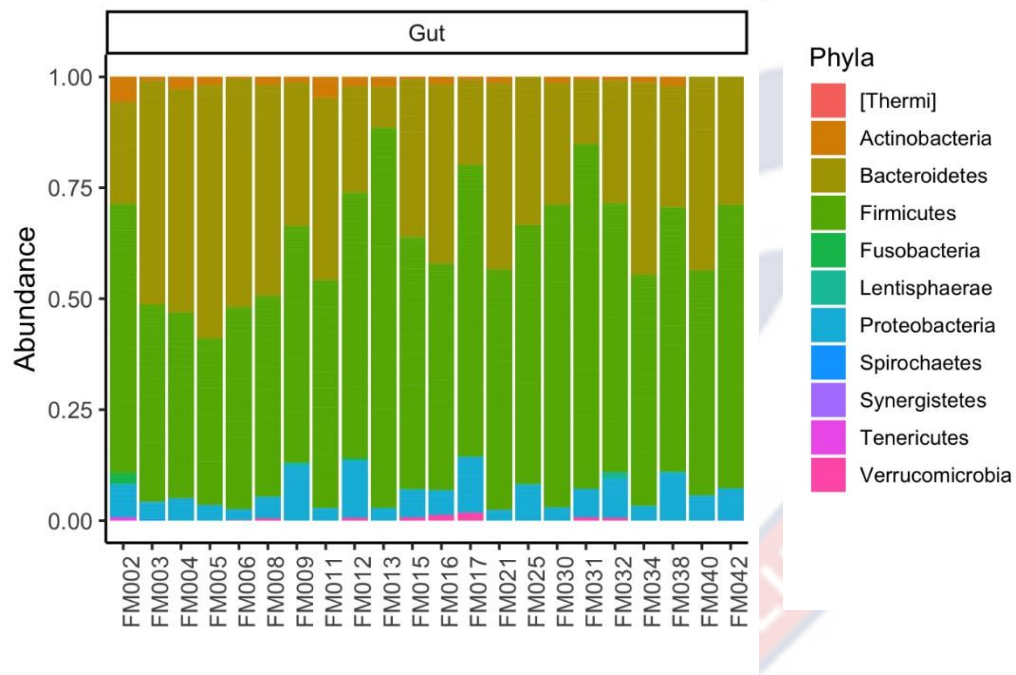 Gut
Abundance
1.00
0.75
0.50
0.25
0.00
FM002
FM003
FM004
FM005
FM006
FM008
FM009
FM011
FM012
FM013
FM015
FM016
FM017
FM021
FM025
FM030
FM031
FM032
FM034
FM038
FM040
FM042
Phyla
[Thermi]
Actinobacteria
Bacteroidetes
Firmicutes
Fusobacteria
Lentisphaerae
Proteobacteria
Spirochaetes
Synergistetes
Tenericutes
Verrucomicrobia